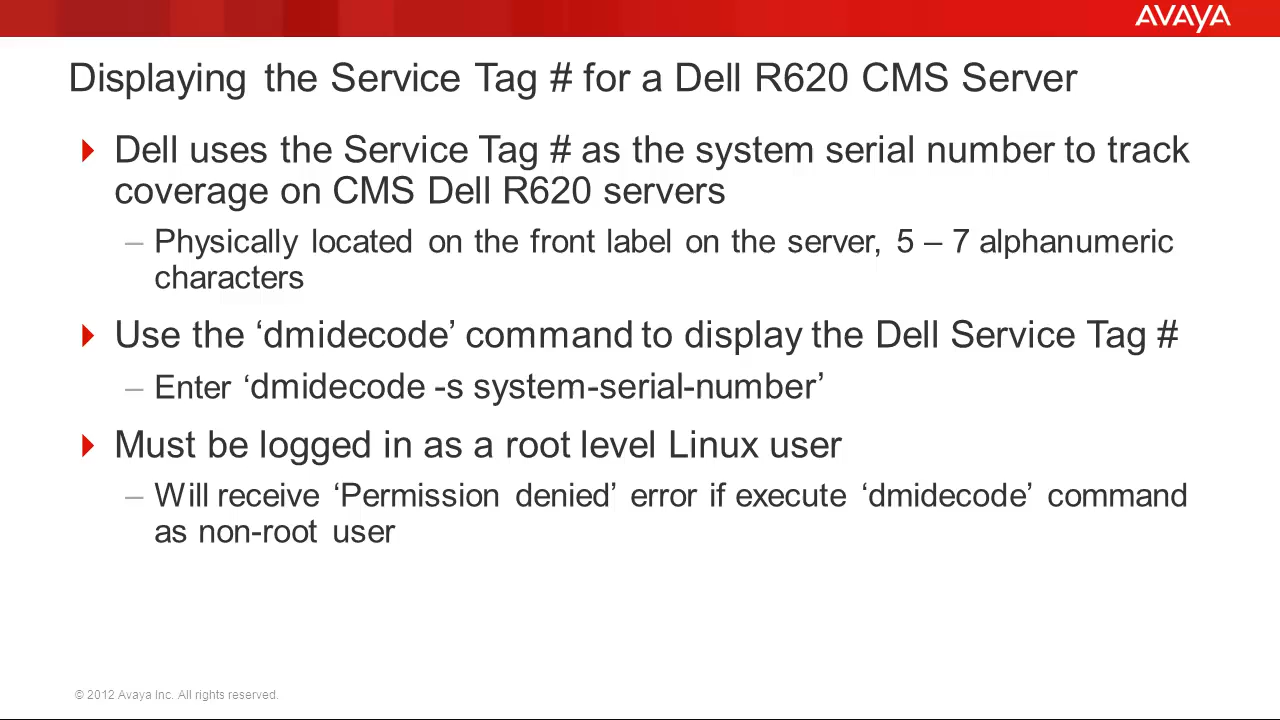 AVAYA
Displaying the Service Tag # for a Dell R620 CMS Server
Dell uses the Service Tag # as the system serial number to track
coverage on CMS Dell R620 servers
– Physically located on the front label on the server, 5 – 7 alphanumeric
characters
Use the ‘dmidecode’ command to display the Dell Service Tag #
– Enter ‘dmidecode -s system-serial-number’
Must be logged in as a root level Linux user
– Will receive ‘Permission denied’ error if execute ‘dmidecode’ command
as non-root user
© 2012 Avaya Inc. All rights reserved.